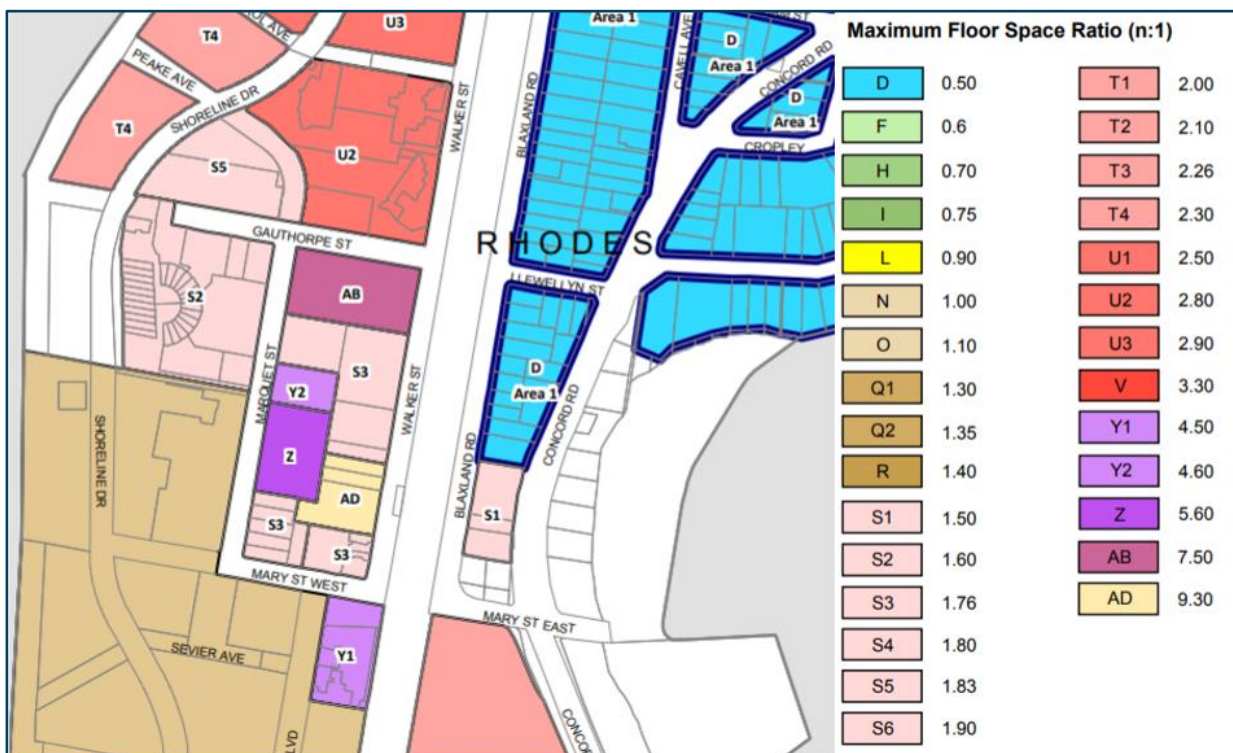 Area 1
T4
U3
PEAKE AVE
SHORELINE DR
T4
S5
U2
WALKER ST
BLAXLAND RD
CAVELL AVE
D
Area 1
CONCORD RD
D
Area 1
CROPLEY
GAUTHORPE ST
RHODES
LLEWELLYN ST
S2
AB
S3
MARQUET ST
Y2
WALKER ST
D
Area 1
CONCORD RD
SHORELINE DR
Z
AD
BLAXLAND RD
S1
S3
S3
MARY ST WEST
MARY ST EAST
SEVIER AVE
Y1
LVD
CONCO
Maximum Floor Space Ratio (n:1)
D 0.50
F 0.6
H 0.70
I 0.75
L 0.90
N 1.00
O 1.10
Q1 1.30
Q2 1.35
R 1.40
S1 1.50
S2 1.60
S3 1.76
S4 1.80
S5 1.83
S6 1.90
T1 2.00
T2 2.10
T3 2.26
T4 2.30
U1 2.50
U2 2.80
U3 2.90
V 3.30
Y1 4.50
Y2 4.60
Z 5.60
AB 7.50
AD 9.30